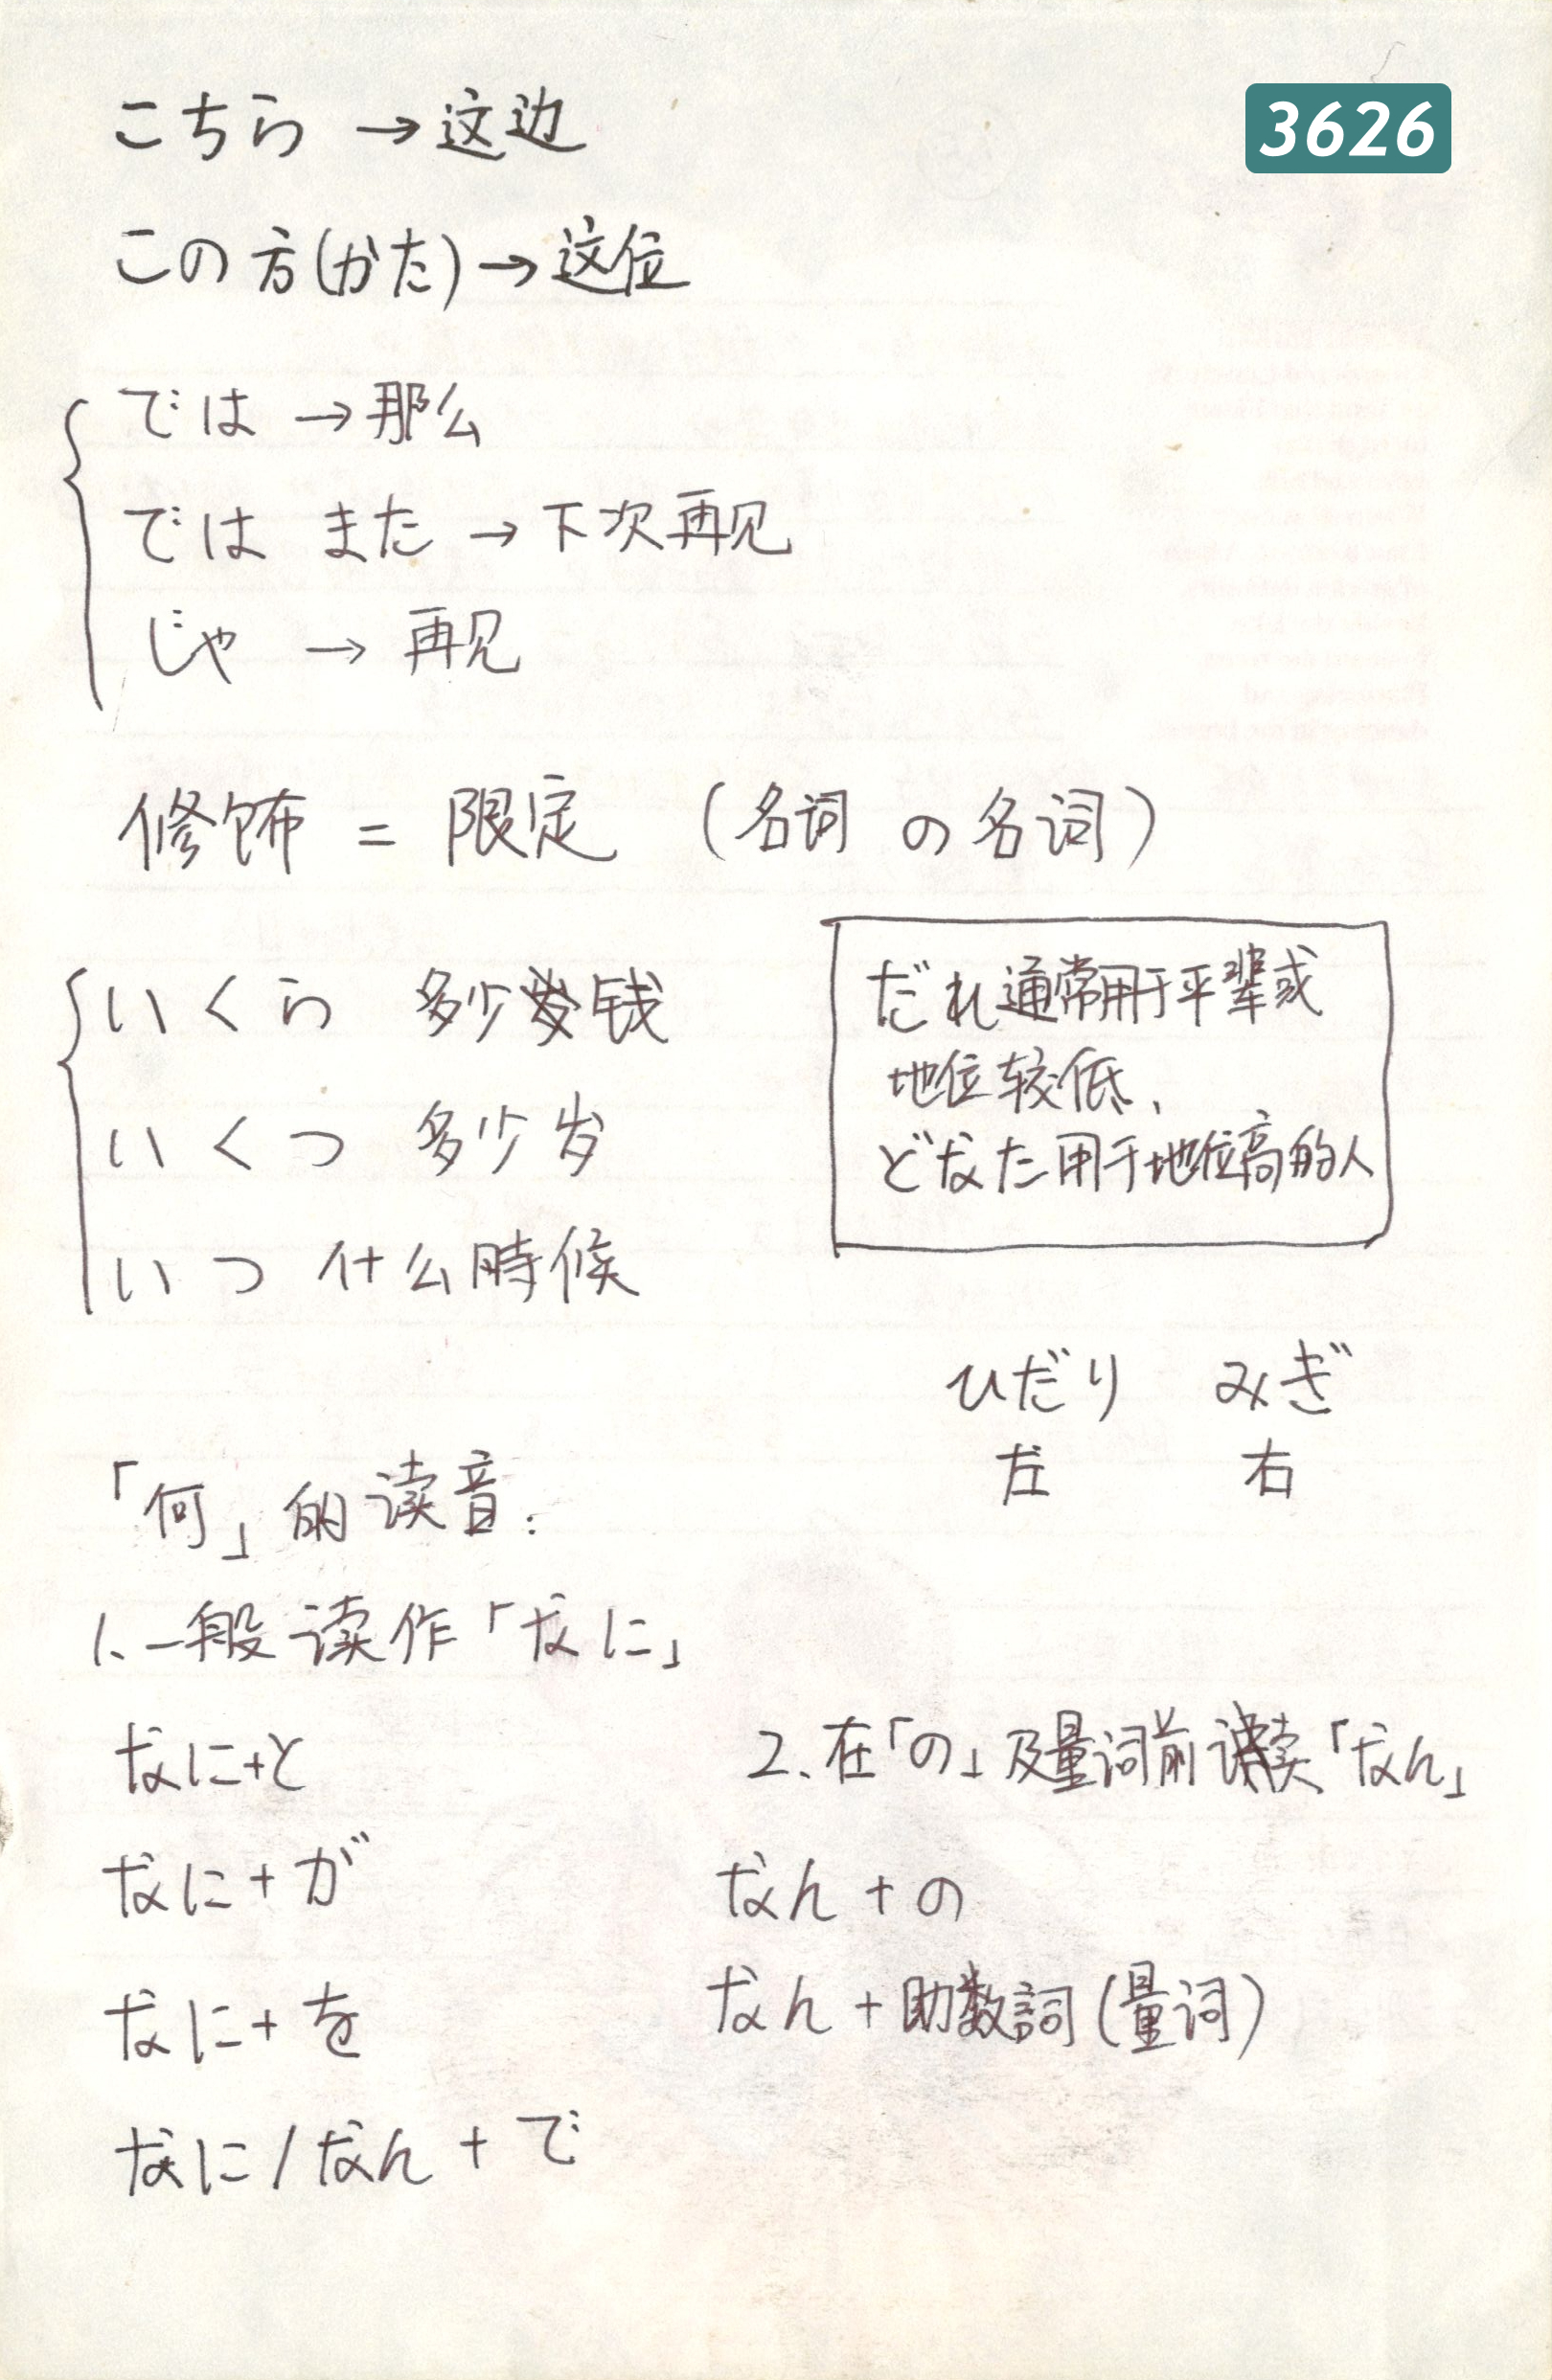 3626
こちら →这边
この方(かた)→这位
では →那么
では また →下次再见
じゃ → 再见
修饰 = 限定 (名词 の名词)
いくら 多少钱
いくつ 多少岁
いつ 什么時候
だれ通常用于平辈或
地位较低、
どなた用于地位高的人
ひだり みぎ
左 右
「何」的读音:
1、一般读作「なに」
なに+と
なに+が
なに+を
なに/なん+で
2、在「の」及量词前读「なん」
なん+の
なん+助数詞(量词)